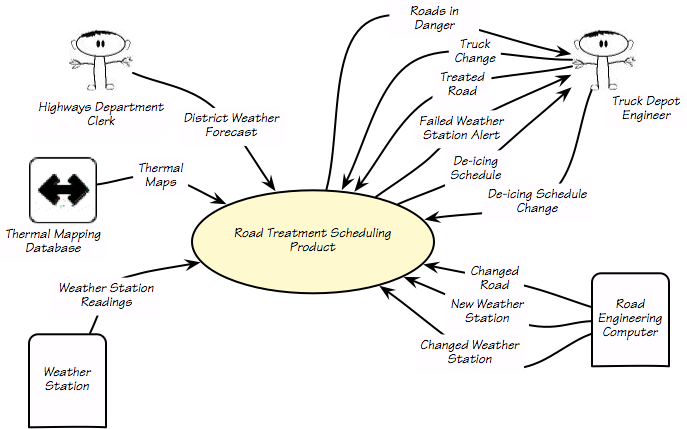 Roads in
Danger
Truck
Change
Treated
Road
Highways Department
Clerk
Truck Depot
Engineer
District Weather
Forecast
Failed Weather
Station Alert
De-icing
Schedule
Thermal
Maps
De-icing Schedule
Change
Thermal Mapping
Database
Road Treatment Scheduling
Product
Weather Station
Readings
Changed
Road
New Weather
Station
Changed Weather
Station
Road
Engineering
Computer
Weather
Station